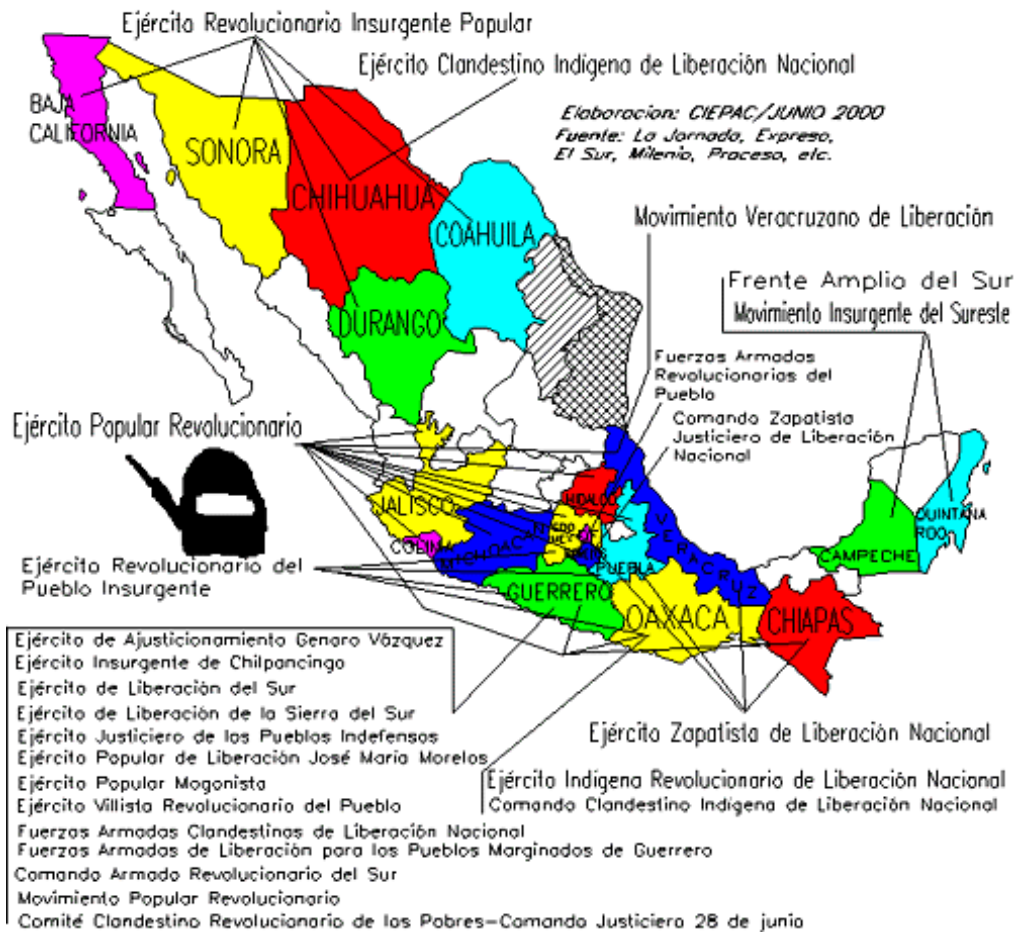 Ejército Revolucionario Insurgente Popular
Ejército Clandestino Indígena de Liberación Nacional
Elaboracion: CIEPAC/JUNIO 2000
Fuente: La Jornada, Expreso,
El Sur, Milenio, Proceso, etc.
BAJA
CALIFORNIA
SONORA
CHIHUAHUA
COAHUILA
DURANGO
Movimiento Veracruzano de Liberación
Frente Amplio del Sur
Movimiento Insurgente del Sureste
Fuerzas Armadas
Revolucionarias del
Pueblo
Comando Zapatista
Justiciero de Liberación
Nacional
Ejército Popular Revolucionario
JALISCO
COLIMA
MICHOACAN
HIDALGO
PUEBLA
VERACRUZ
GUERRERO
OAXACA
CHIAPAS
CAMPECHE
QUINTANA
ROO
Ejército Revolucionario del
Pueblo Insurgente
Ejército de Ajusticionamiento Genaro Vázquez
Ejército Insurgente de Chilpancingo
Ejército de Liberación del Sur
Ejército de Liberación de la Sierra del Sur
Ejército Justiciero de los Pueblos Indefensos
Ejército Popular de Liberación José María Morelos
Ejército Popular Mogonista
Ejército Villista Revolucionario del Pueblo
Fuerzas Armadas Clandestinas de Liberación Nacional
Fuerzas Armadas de Liberación para los Pueblos Marginados de Guerrero
Comando Armado Revolucionario del Sur
Movimiento Popular Revolucionario
Comité Clandestino Revolucionario de los Pobres-Comando Justiciero 28 de junio
Ejército Zapatista de Liberación Nacional
Ejército Indígena Revolucionario de Liberación Nacional
Comando Clandestino Indígena de Liberación Nacional